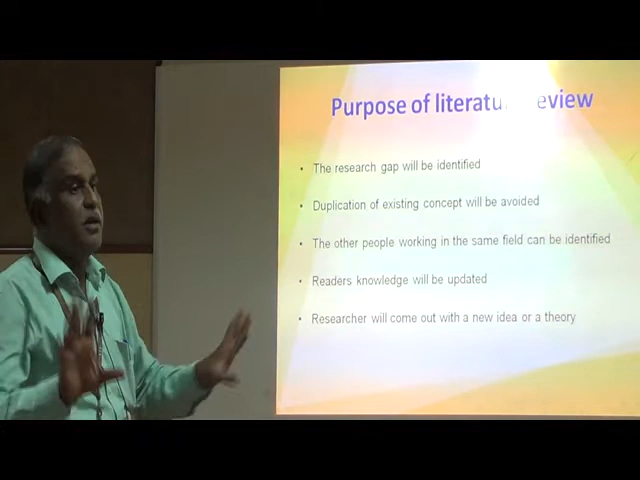 Purpose of literatu eview
• The research gap will be identified
• Duplication of existing concept will be avoided
• The other people working in the same field can be identified
• Readers knowledge will be updated
• Researcher will come out with a new idea or a theory